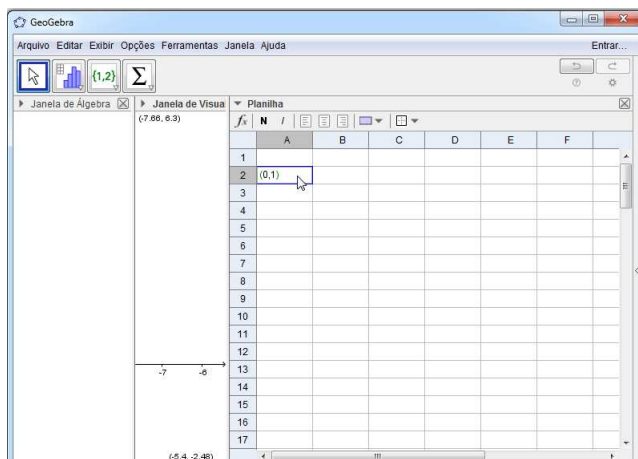 GeoGebra
Arquivo Editar Exibir Opções Ferramentas Janela Ajuda Entrar...
{1,2} Σ
Janela de Álgebra Janela de Visua Planilha
(-7.66, 6.3) fx N I
A B C D E F
1
2 (0,1)
3
4
5
6
7
8
9
10
11
12
-7 -6 13
14
15
16
17
(-5.4, -2.48)